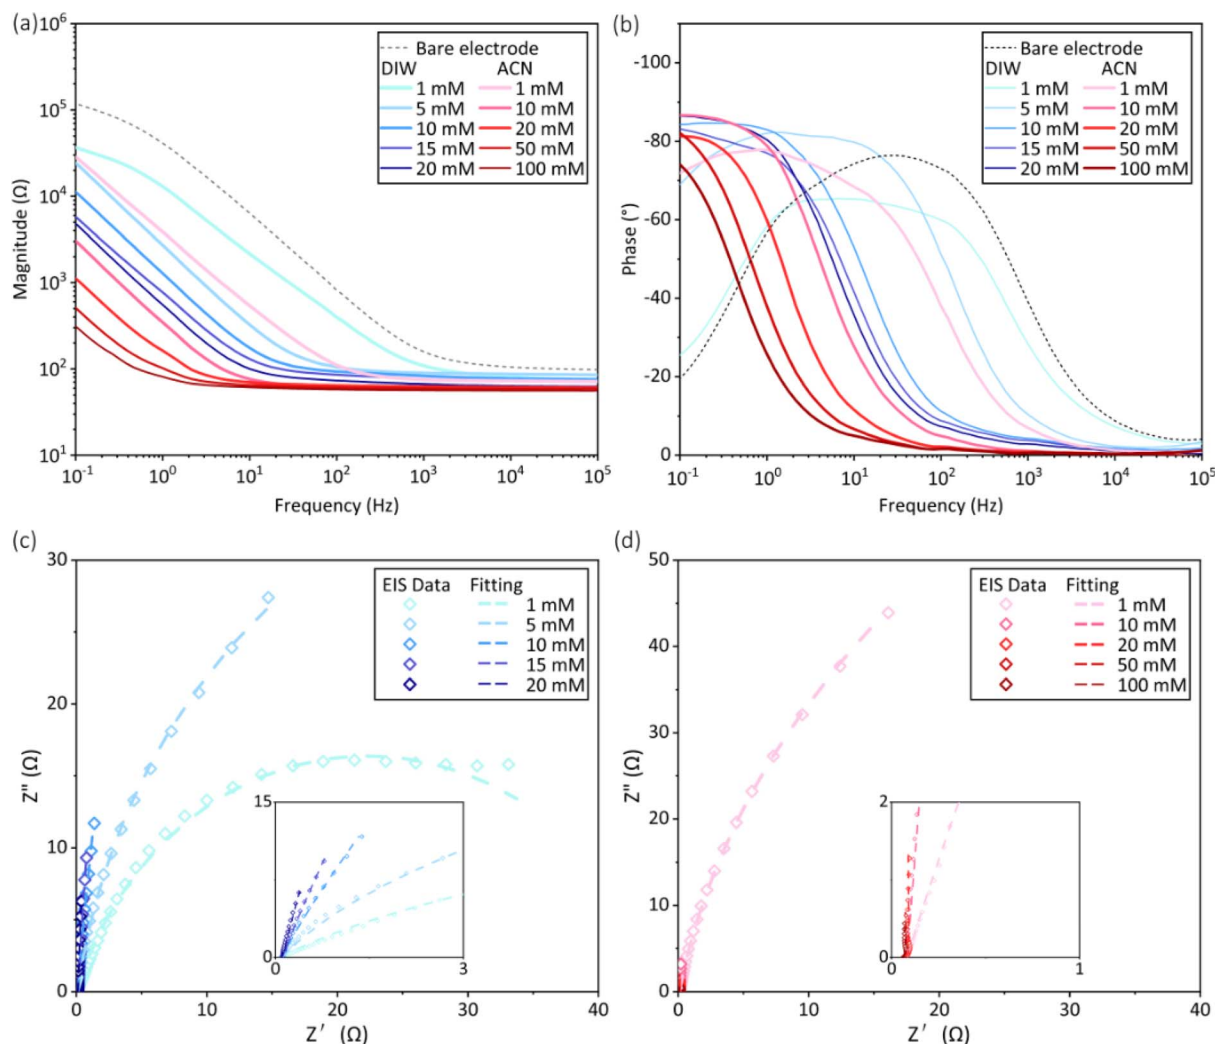 (a)
10^6
10^5
10^4
10^3
10^2
10^1
Magnitude (Ω)
Bare electrode
DIW ACN
1 mM 1 mM
5 mM 10 mM
10 mM 20 mM
15 mM 50 mM
20 mM 100 mM
10^-1 10^0 10^1 10^2 10^3 10^4 10^5
Frequency (Hz)
(b)
-100
-80
-60
-40
-20
0
Phase (°)
Bare electrode
DIW ACN
1 mM 1 mM
5 mM 10 mM
10 mM 20 mM
15 mM 50 mM
20 mM 100 mM
10^-1 10^0 10^1 10^2 10^3 10^4 10^5
Frequency (Hz)
(c)
30
20
10
0
Z" (Ω)
EIS Data Fitting
1 mM
5 mM
10 mM
15 mM
20 mM
15
0
0 3
0 10 20 30 40
Z′ (Ω)
(d)
50
40
30
20
10
0
Z" (Ω)
EIS Data Fitting
1 mM
10 mM
20 mM
50 mM
100 mM
2
0
0 1
0 10 20 30 40
Z′ (Ω)